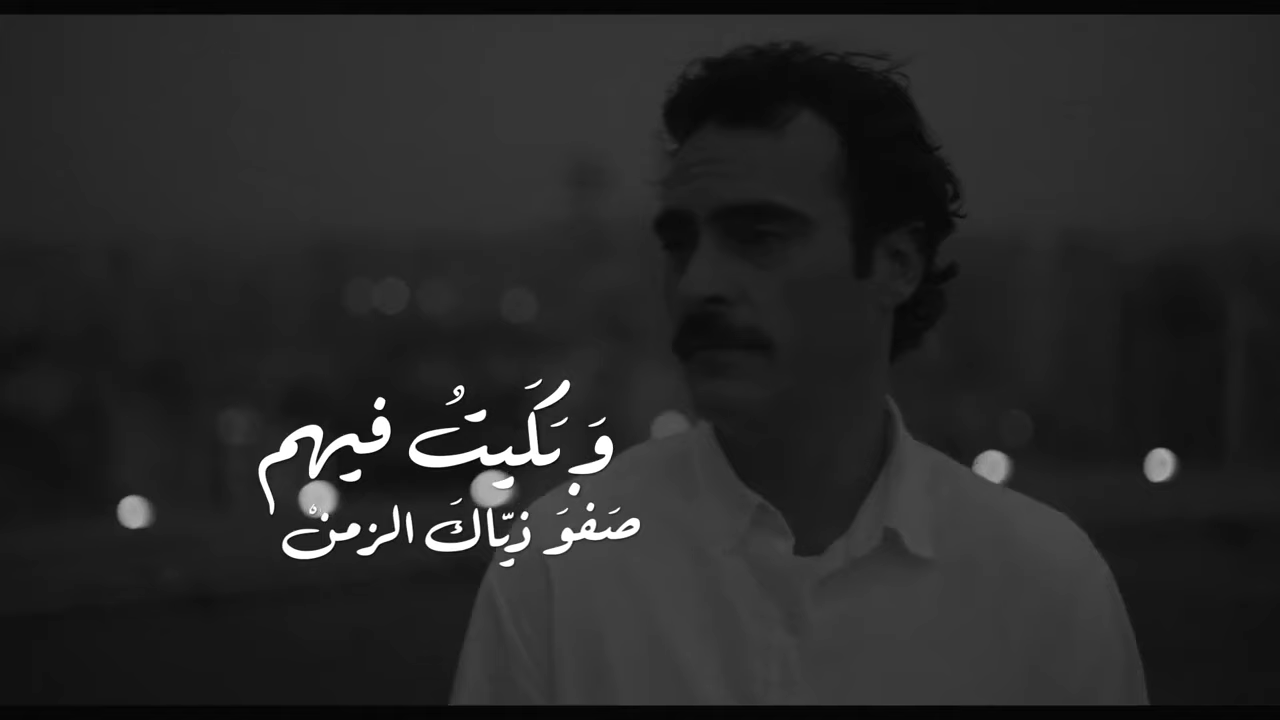 وَبَكَيتُ فيهم
صَفوَ ذيّاكَ الزمنْ